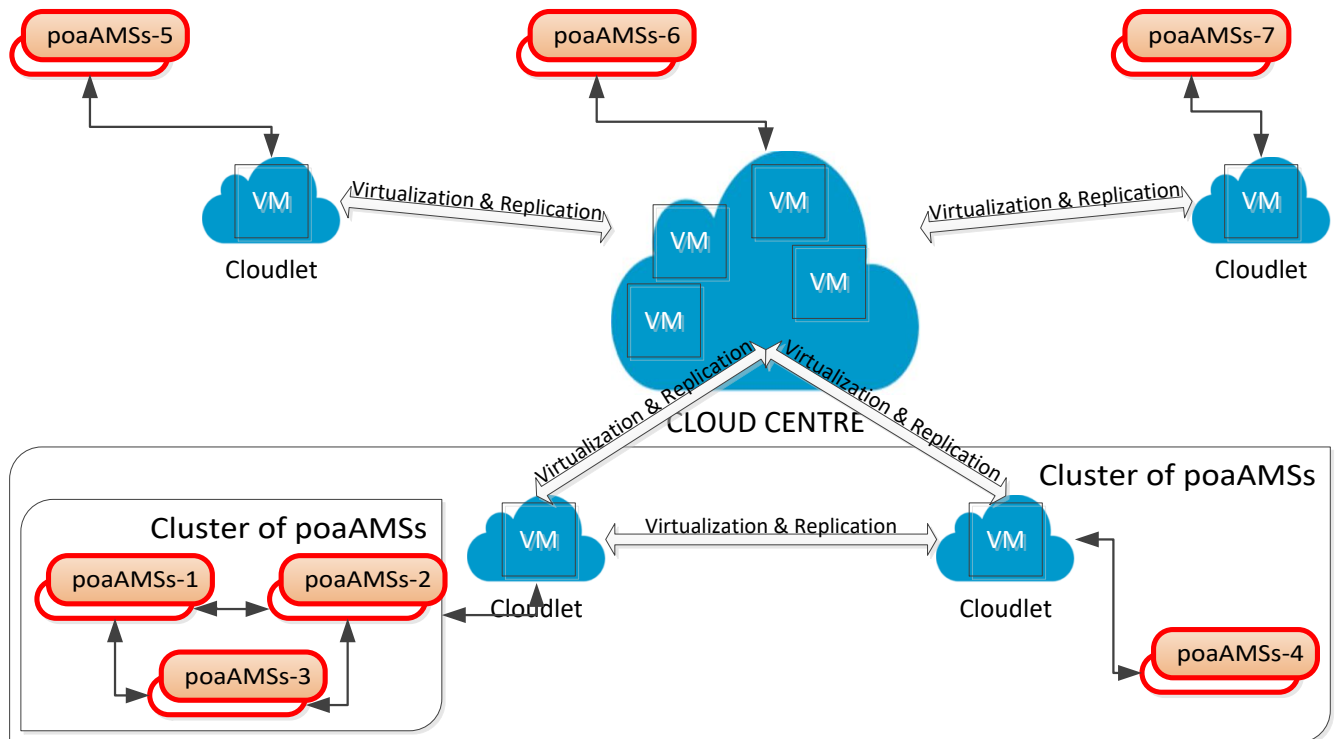 poaAMSs-5
poaAMSs-6
poaAMSs-7
VM
Virtualization & Replication
VM
VM
VM
VM
Virtualization & Replication
VM
Cloudlet
Cloudlet
Virtualization & Replication
Virtualization & Replication
CLOUD CENTRE
Cluster of poaAMSs
Cluster of poaAMSs
VM
Virtualization & Replication
VM
Cloudlet
Cloudlet
poaAMSs-1
poaAMSs-2
poaAMSs-3
poaAMSs-4